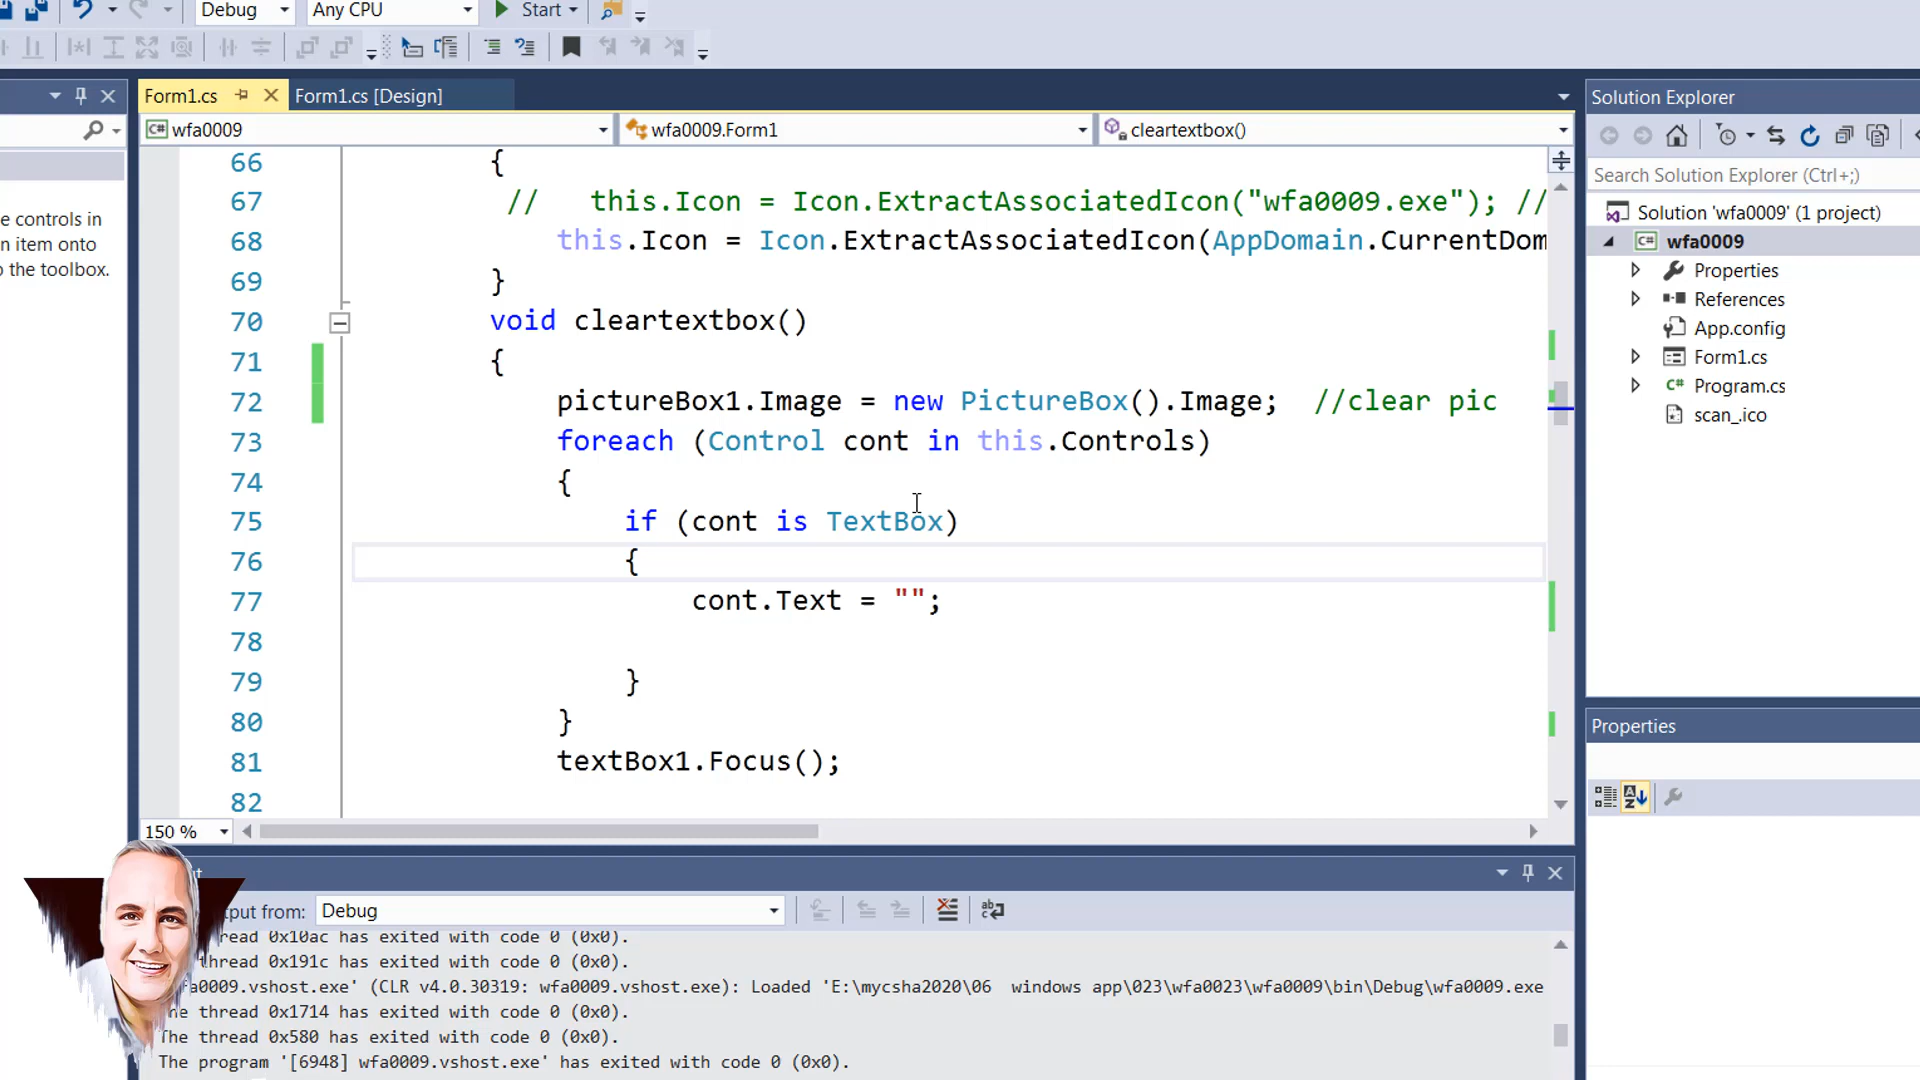 Debug Any CPU Start
Form1.cs Form1.cs [Design] Solution Explorer
wfa0009 wfa0009.Form1 cleartextbox()
Search Solution Explorer (Ctrl+;)
e controls in
n item onto
o the toolbox.
66 {
67 // this.Icon = Icon.ExtractAssociatedIcon("wfa0009.exe"); //
68 this.Icon = Icon.ExtractAssociatedIcon(AppDomain.CurrentDom
69 }
70 void cleartextbox()
71 {
72 pictureBox1.Image = new PictureBox().Image; //clear pic
73 foreach (Control cont in this.Controls)
74 {
75 if (cont is TextBox)
76 {
77 cont.Text = "";
78
79 }
80 }
81 textBox1.Focus();
82
150 %
Solution 'wfa0009' (1 project)
wfa0009
Properties
References
App.config
Form1.cs
Program.cs
scan_.ico
Properties
t
put from: Debug
read 0x10ac has exited with code 0 (0x0).
read 0x191c has exited with code 0 (0x0).
fa0009.vshost.exe' (CLR v4.0.30319: wfa0009.vshost.exe): Loaded 'E:\mycsha2020\06 windows app\023\wfa0023\wfa0009\bin\Debug\wfa0009.exe
he thread 0x1714 has exited with code 0 (0x0).
The thread 0x580 has exited with code 0 (0x0).
The program '[6948] wfa0009.vshost.exe' has exited with code 0 (0x0).